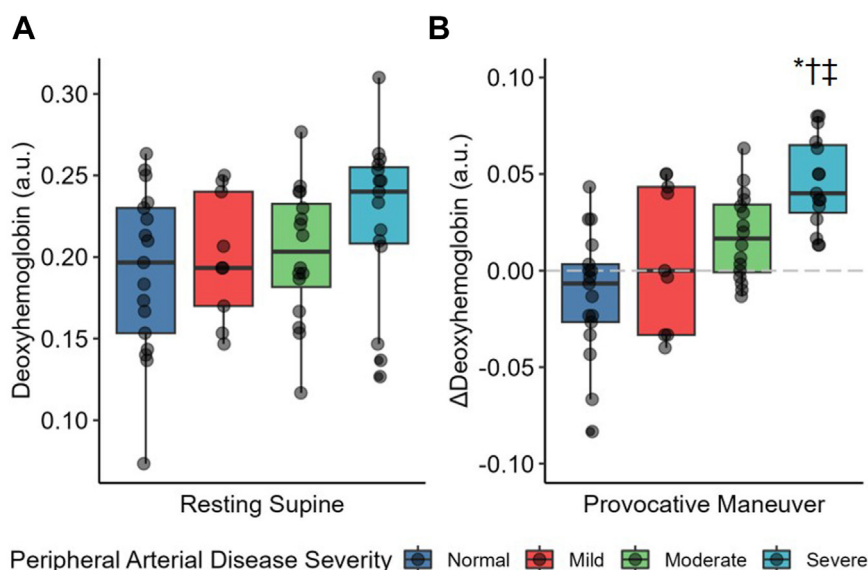 A
B
Deoxyhemoglobin (a.u.)
0.30
0.25
0.20
0.15
0.10
Resting Supine
ΔDeoxyhemoglobin (a.u.)
0.10
0.05
0.00
-0.05
-0.10
*†‡
Provocative Maneuver
Peripheral Arterial Disease Severity Normal Mild Moderate Severe